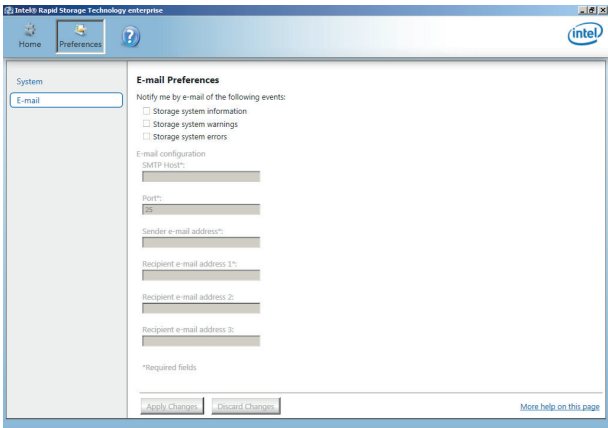 Intel® Rapid Storage Technology enterprise
Home
Preferences
?
intel
System
E-mail
E-mail Preferences
Notify me by e-mail of the following events:
Storage system information
Storage system warnings
Storage system errors
E-mail configuration
SMTP Host*:
Port*:
25
Sender e-mail address*:
Recipient e-mail address 1*:
Recipient e-mail address 2:
Recipient e-mail address 3:
*Required fields
Apply Changes
Discard Changes
More help on this page